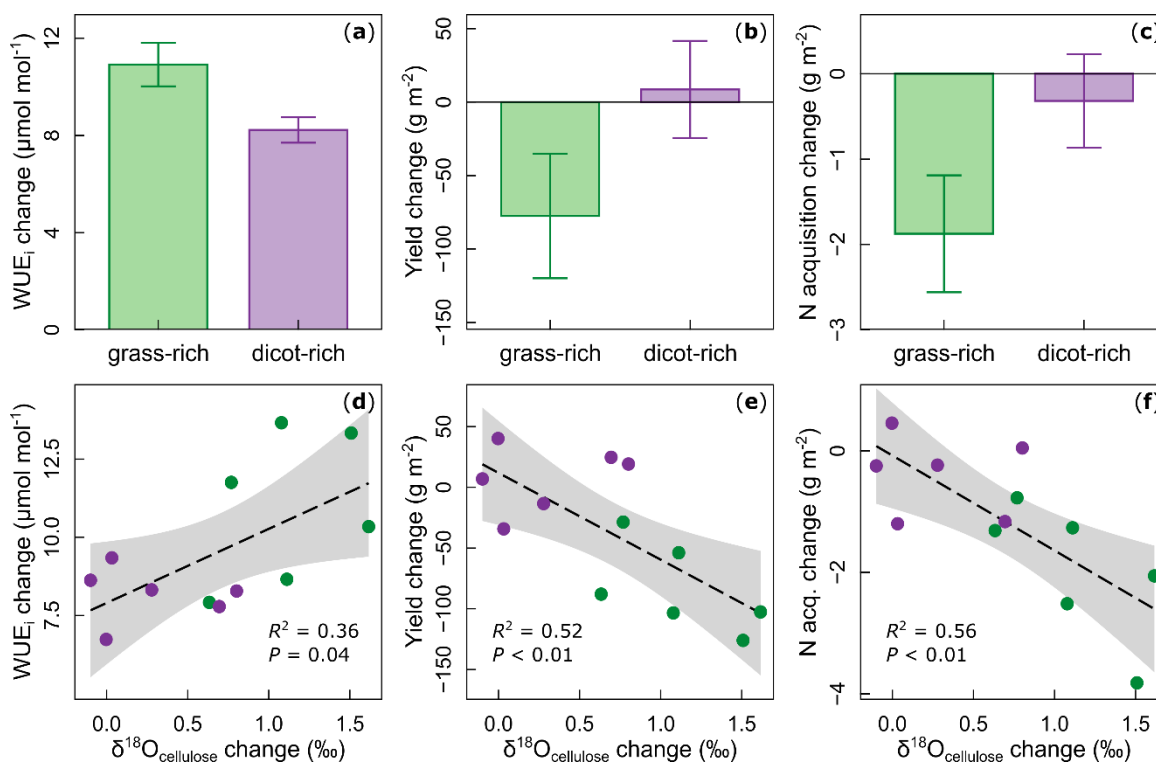 (a)
WUEi change (µmol mol-1)
0 4 8 12
grass-rich dicot-rich
(b)
Yield change (g m-2)
−150 −100 −50 0 50
grass-rich dicot-rich
(c)
N acquisition change (g m-2)
−3 −2 −1 −0
grass-rich dicot-rich
(d)
WUEi change (µmol mol-1)
7.5 10.0 12.5
R2 = 0.36
P = 0.04
0.0 0.5 1.0 1.5
δ18Ocellulose change (‰)
(e)
Yield change (g m-2)
−150 −100 −50 0 50
R2 = 0.52
P < 0.01
0.0 0.5 1.0 1.5
δ18Ocellulose change (‰)
(f)
N acq. change (g m-2)
−4 −2 0
R2 = 0.56
P < 0.01
0.0 0.5 1.0 1.5
δ18Ocellulose change (‰)